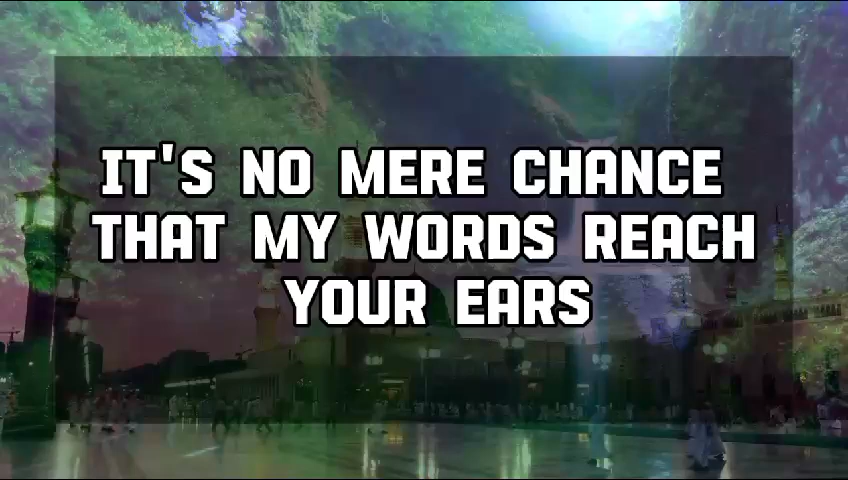 IT'S NO MERE CHANCE
THAT MY WORDS REACH
YOUR EARS